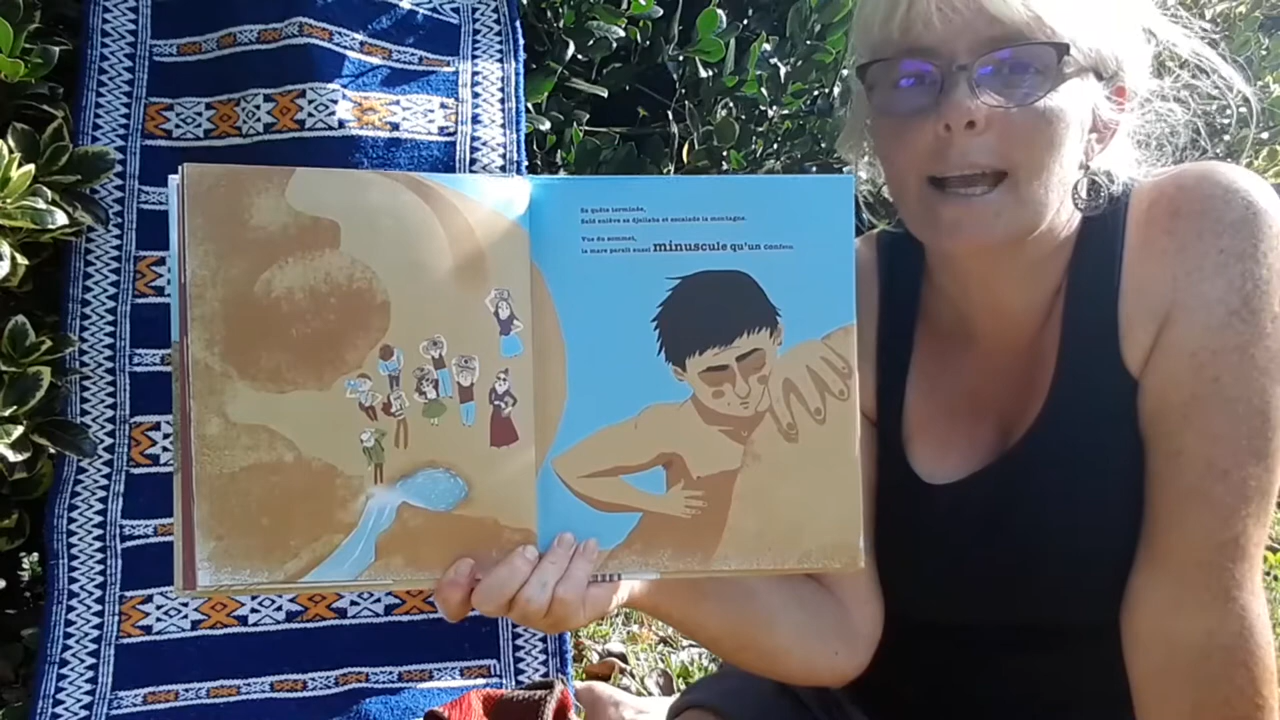 Sa quête terminée,
Saïd enlève sa djellaba et escalade la montagne.
Vue du sommet,
la mare paraît aussi minuscule qu'un confetti.